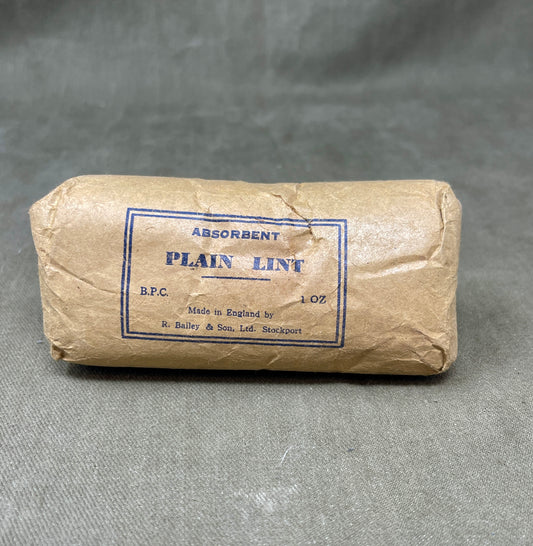 ABSORBENT
PLAIN LINT
B.P.C. 1 OZ
Made in England by
R. Bailey & Son, Ltd. Stockport